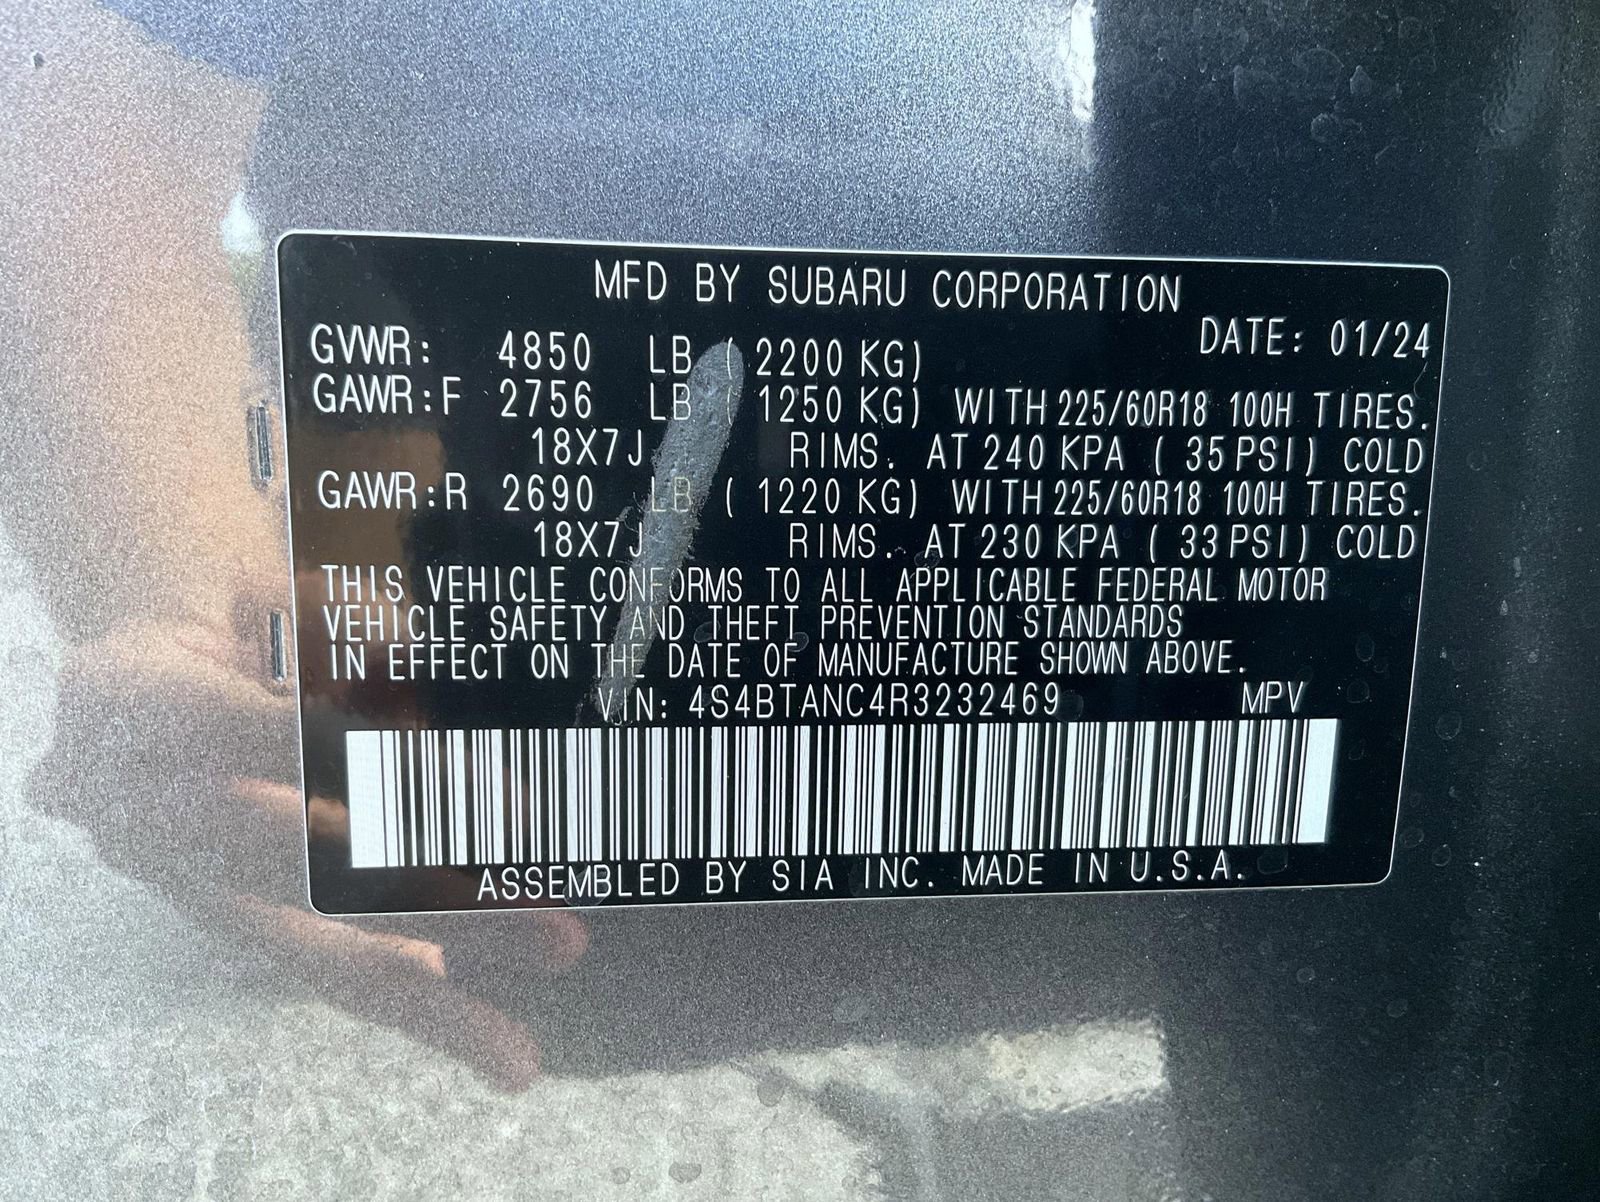 MFD BY SUBARU CORPORATION
GVWR: 4850 LB ( 2200 KG) DATE: 01/24
GAWR:F 2756 LB ( 1250 KG) WITH 225/60R18 100H TIRES.
18X7J RIMS. AT 240 KPA ( 35 PSI) COLD
GAWR:R 2690 LB ( 1220 KG) WITH 225/60R18 100H TIRES.
18X7J RIMS. AT 230 KPA ( 33 PSI) COLD
THIS VEHICLE CONFORMS TO ALL APPLICABLE FEDERAL MOTOR
VEHICLE SAFETY AND THEFT PREVENTION STANDARDS
IN EFFECT ON THE DATE OF MANUFACTURE SHOWN ABOVE.
VIN: 4S4BTANC4R3232469 MPV
ASSEMBLED BY SIA INC. MADE IN U.S.A.